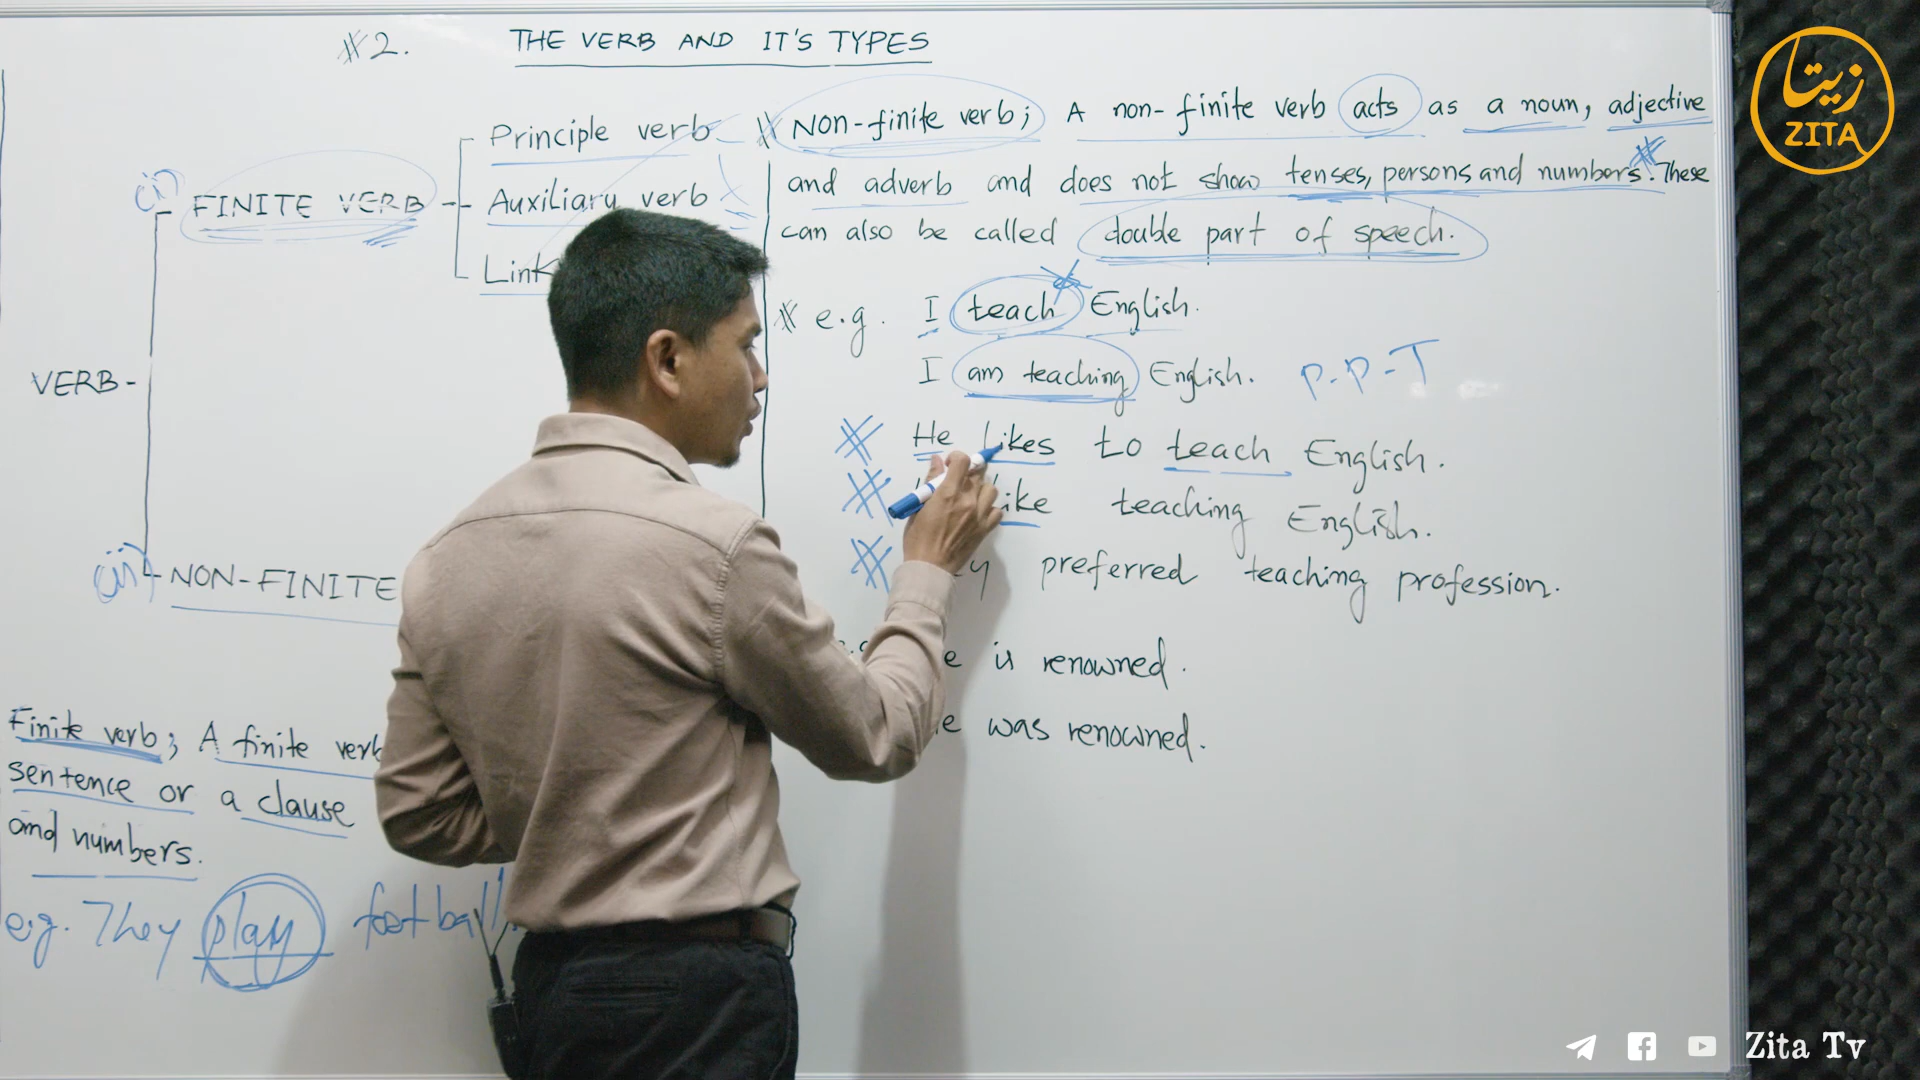 #2. THE VERB AND IT'S TYPES
VERB -
(i) FINITE VERB
Principle verb
Auxiliary verb
Link
(ii) NON-FINITE
Finite verb; A finite verb
sentence or a clause
and numbers.
e.g. They play football.
# Non-finite verb; A non-finite verb acts as a noun, adjective
and adverb and does not show tenses, persons and numbers. These
can also be called double part of speech.
# e.g. I teach English.
I am teaching English. P-P-T
He likes to teach English.
like teaching English.
preferred teaching profession.
is renowned.
was renowned.
زيتا
ZITA
Zita Tv